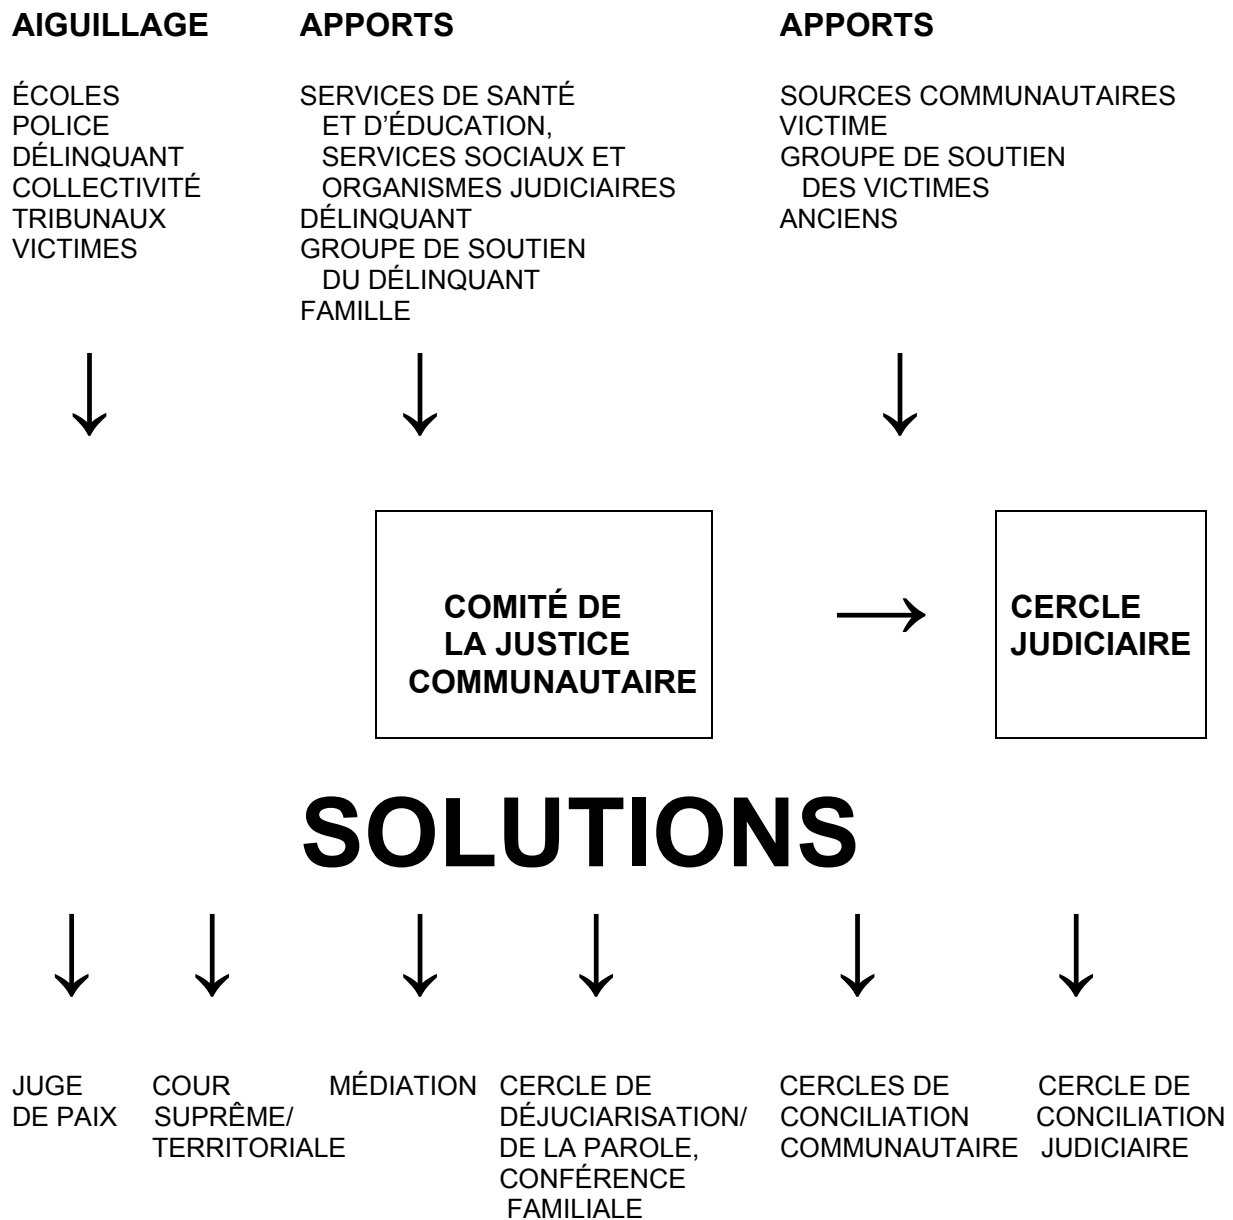 AIGUILLAGE
ÉCOLES
POLICE
DÉLINQUANT
COLLECTIVITÉ
TRIBUNAUX
VICTIMES
APPORTS
SERVICES DE SANTÉ
ET D'ÉDUCATION,
SERVICES SOCIAUX ET
ORGANISMES JUDICIAIRES
DÉLINQUANT
GROUPE DE SOUTIEN
DU DÉLINQUANT
FAMILLE
APPORTS
SOURCES COMMUNAUTAIRES
VICTIME
GROUPE DE SOUTIEN
DES VICTIMES
ANCIENS
COMITÉ DE
LA JUSTICE
COMMUNAUTAIRE
CERCLE
JUDICIAIRE
SOLUTIONS
JUGE
DE PAIX
COUR
SUPRÊME/
TERRITORIALE
MÉDIATION
CERCLE DE
DÉJUCIARISATION/
DE LA PAROLE,
CONFÉRENCE
FAMILIALE
CERCLES DE
CONCILIATION
COMMUNAUTAIRE
CERCLE DE
CONCILIATION
JUDICIAIRE